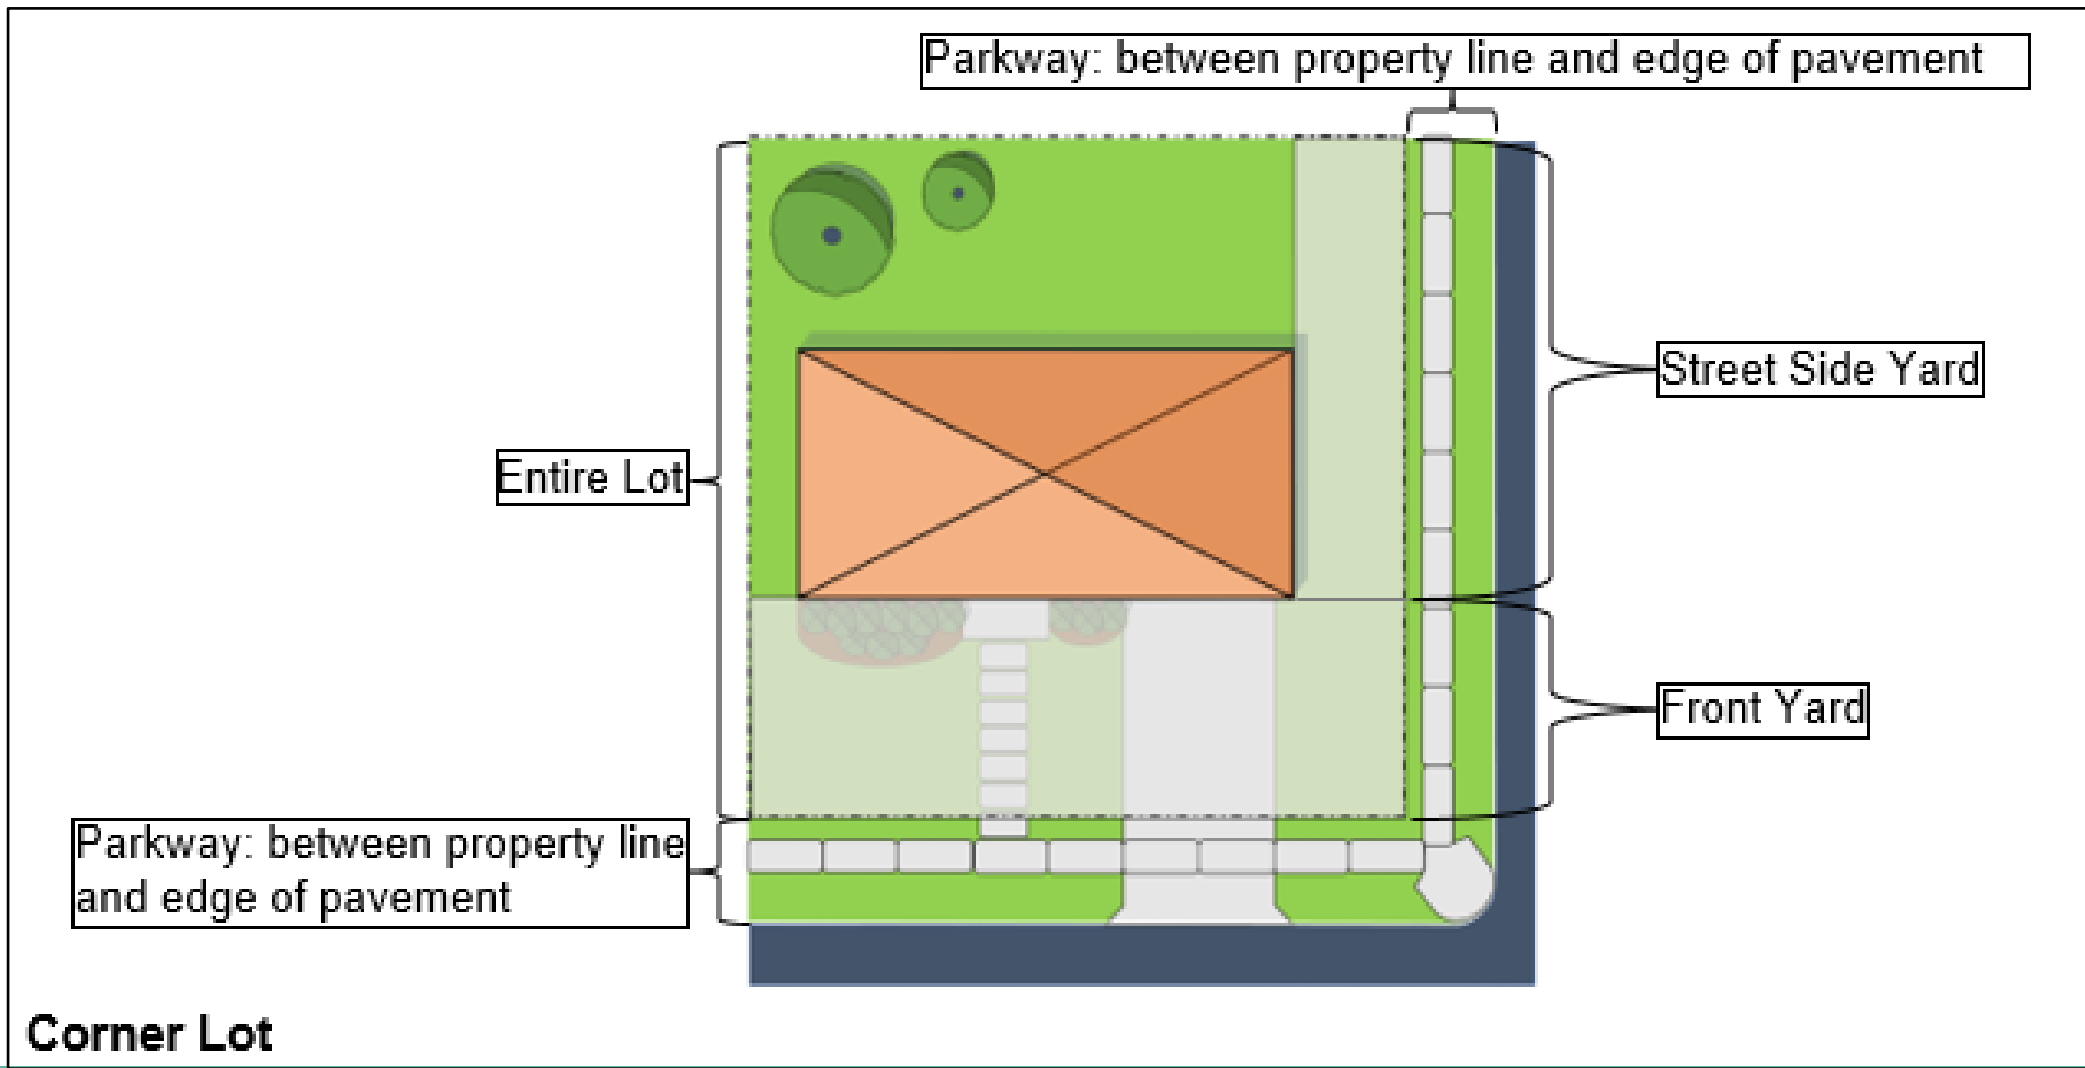 Parkway: between property line and edge of pavement
Street Side Yard
Entire Lot
Front Yard
Parkway: between property line
and edge of pavement
Corner Lot